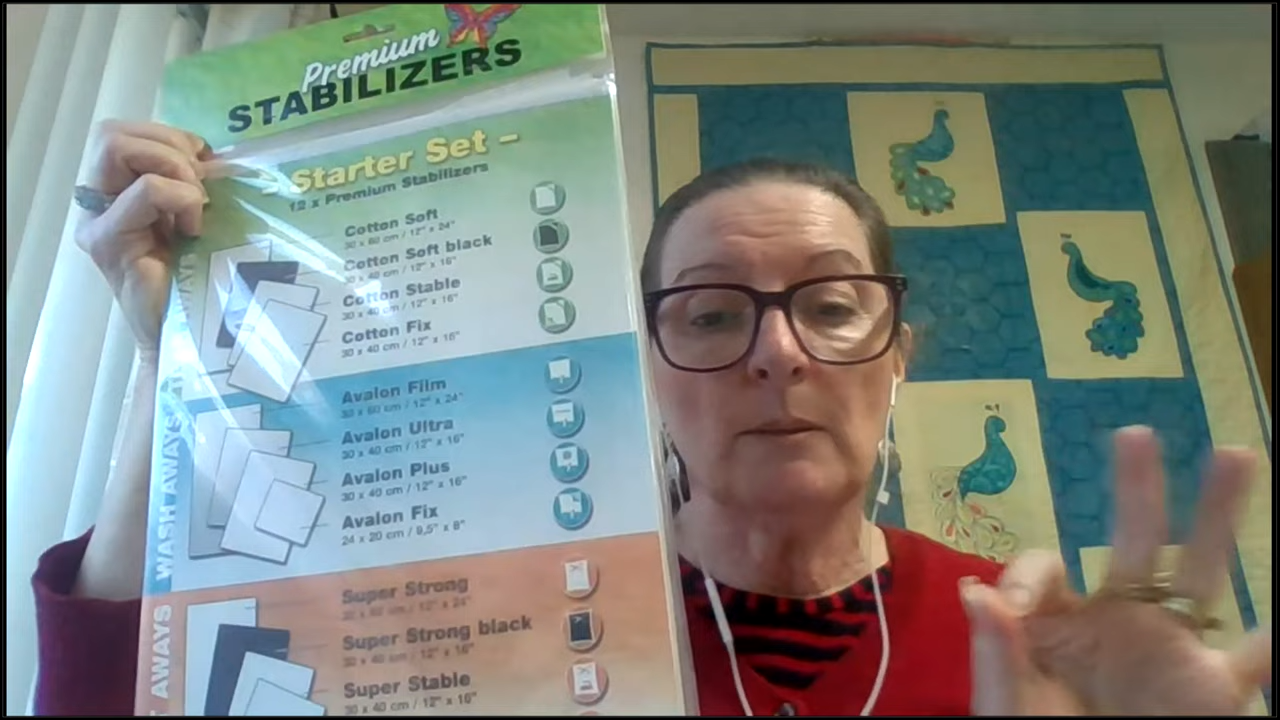 Premium
STABILIZERS
- Starter Set -
12 x Premium Stabilizers
Cotton Soft
30 x 60 cm / 12" x 24"
Cotton Soft black
30 x 40 cm / 12" x 16"
Cotton Stable
30 x 40 cm / 12" x 16"
Cotton Fix
30 x 40 cm / 12" x 16"
WASH AWAYS
Avalon Film
30 x 60 cm / 12" x 24"
Avalon Ultra
30 x 40 cm / 12" x 16"
Avalon Plus
30 x 40 cm / 12" x 16"
Avalon Fix
24 x 20 cm / 9,5" x 8"
AWAYS
Super Strong
30 x 60 cm / 12" x 24"
Super Strong black
30 x 40 cm / 12" x 16"
Super Stable
30 x 40 cm / 12" x 16"